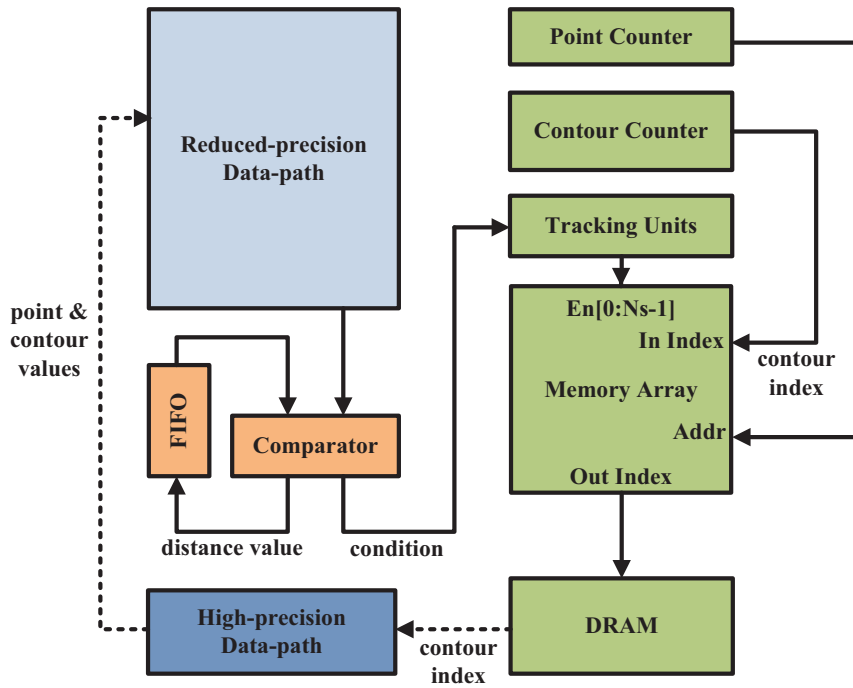 Point Counter
Reduced-precision
Data-path
Contour Counter
Tracking Units
point &
contour
values
En[0:Ns-1]
In Index
contour
index
Memory Array
FIFO
Comparator
Addr
Out Index
distance value
condition
High-precision
Data-path
contour
index
DRAM